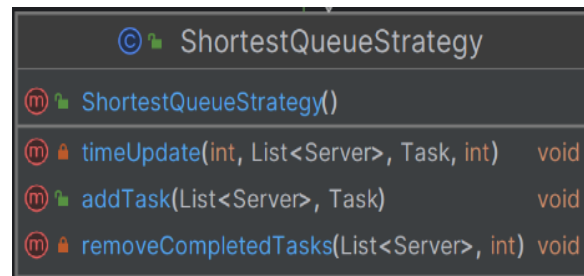 ShortestQueueStrategy
ShortestQueueStrategy()
timeUpdate(int, List<Server>, Task, int) void
addTask(List<Server>, Task) void
removeCompletedTasks(List<Server>, int) void